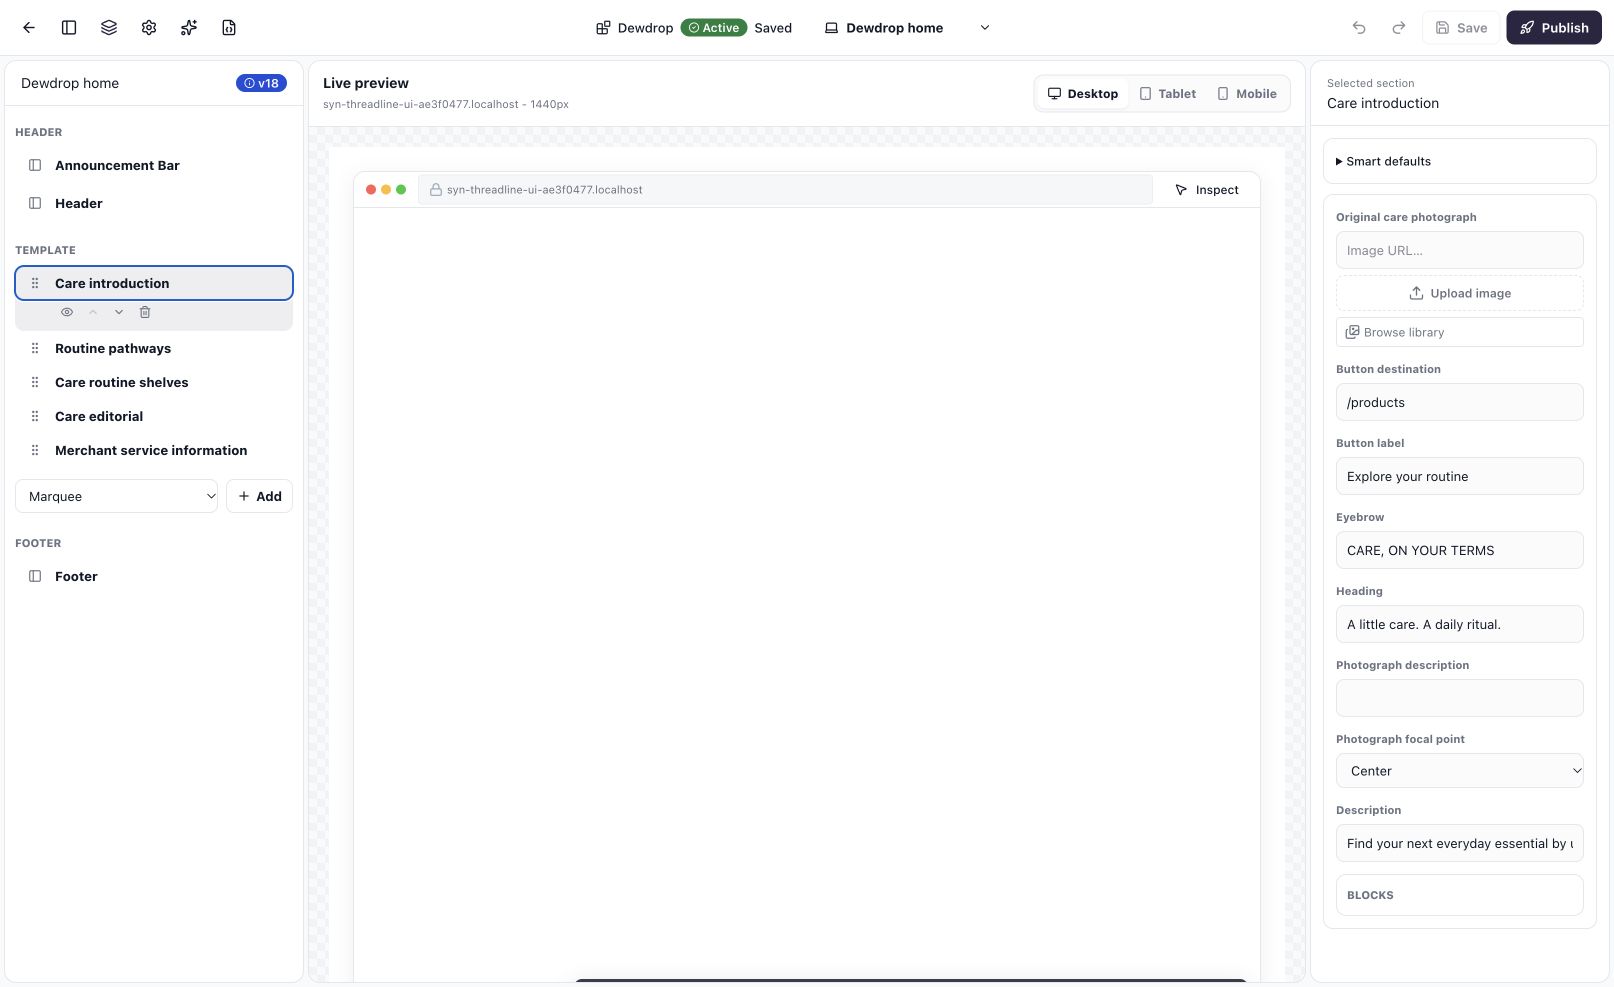 Dewdrop
Active
Saved
Dewdrop home
Save
Publish
Dewdrop home
v18
HEADER
Announcement Bar
Header
TEMPLATE
Care introduction
Routine pathways
Care routine shelves
Care editorial
Merchant service information
Marquee
Add
FOOTER
Footer
Live preview
syn-threadline-ui-ae3f0477.localhost - 1440px
Desktop
Tablet
Mobile
syn-threadline-ui-ae3f0477.localhost
Inspect
Selected section
Care introduction
Smart defaults
Original care photograph
Image URL...
Upload image
Browse library
Button destination
/products
Button label
Explore your routine
Eyebrow
CARE, ON YOUR TERMS
Heading
A little care. A daily ritual.
Photograph description
Photograph focal point
Center
Description
Find your next everyday essential by
BLOCKS